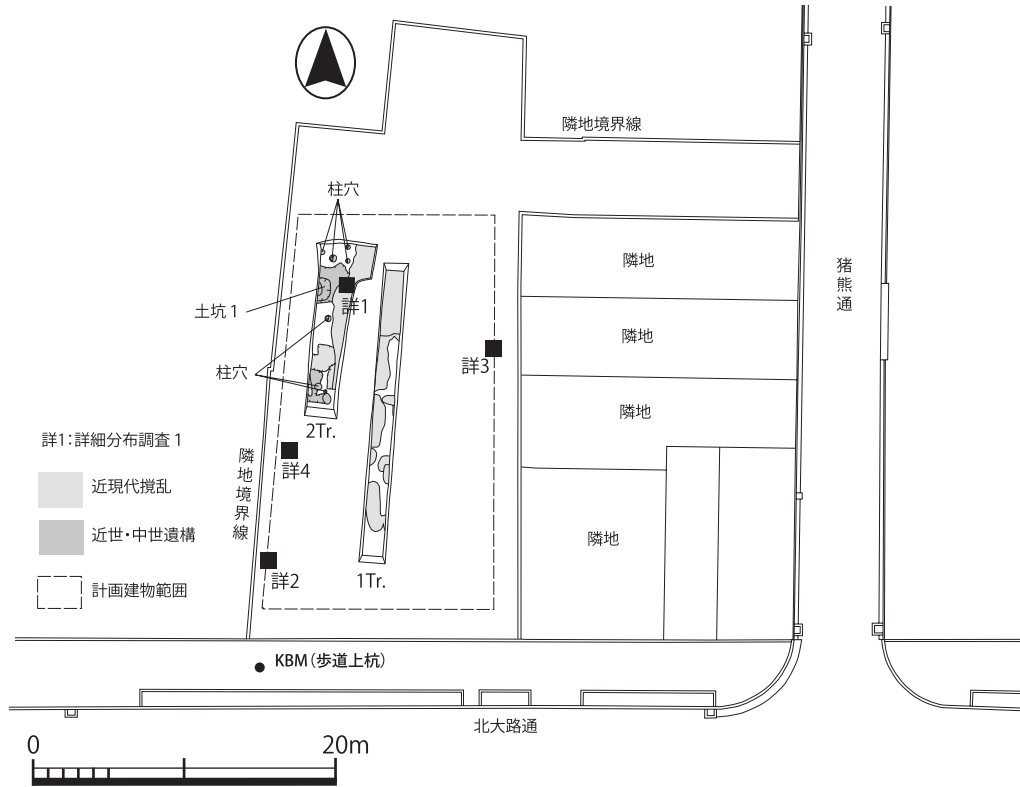 隣地境界線
柱穴
隣地
猪熊通
土坑 1
詳1
隣地
詳3
柱穴
隣地
2Tr.
詳1：詳細分布調査 1
詳4
隣地境界線
近現代撹乱
近世・中世遺構
隣地
詳2
1Tr.
計画建物範囲
KBM（歩道上杭）
北大路通
0
20m